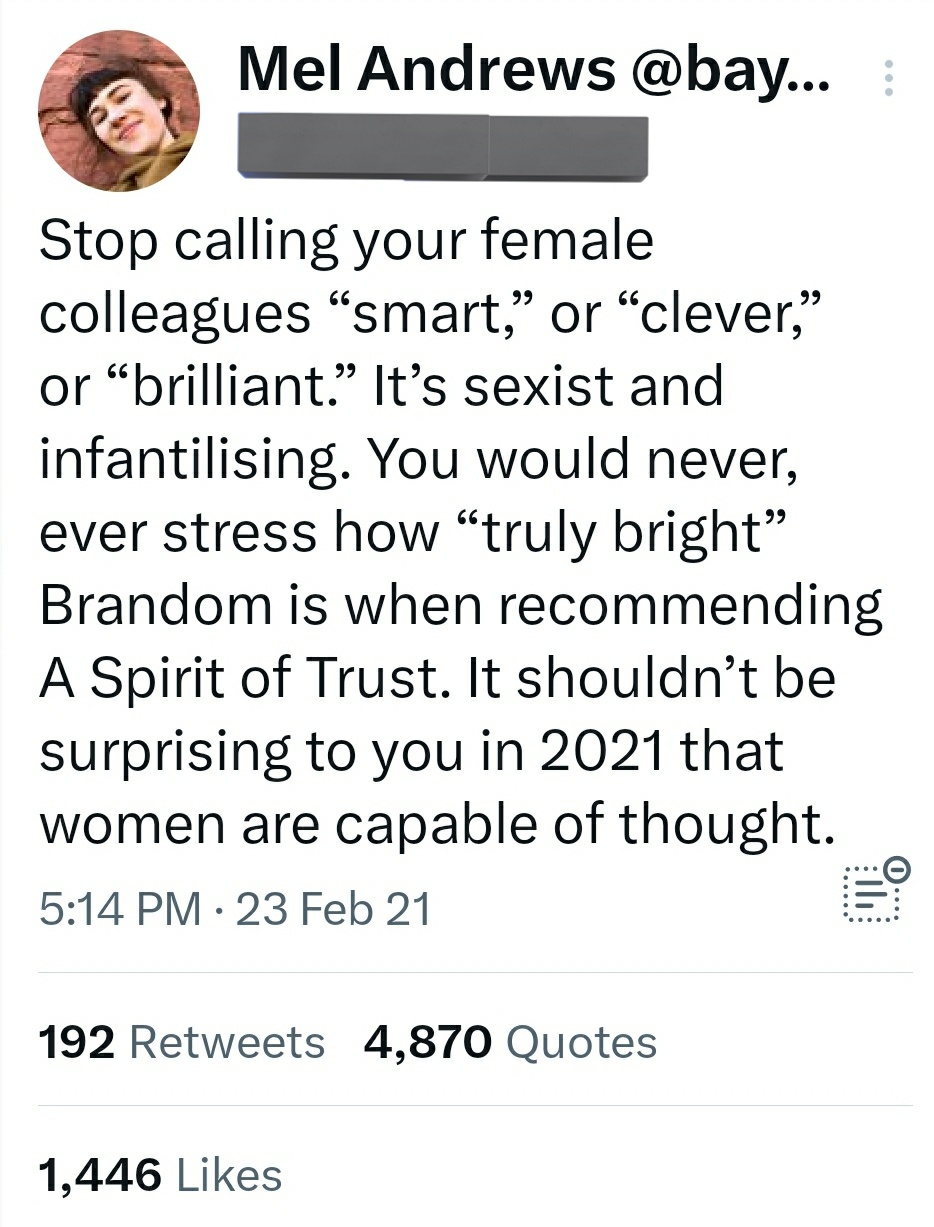 Mel Andrews @bay...
Stop calling your female
colleagues “smart,” or “clever,”
or “brilliant.” It’s sexist and
infantilising. You would never,
ever stress how “truly bright”
Brandom is when recommending
A Spirit of Trust. It shouldn’t be
surprising to you in 2021 that
women are capable of thought.
5:14 PM · 23 Feb 21
192 Retweets 4,870 Quotes
1,446 Likes